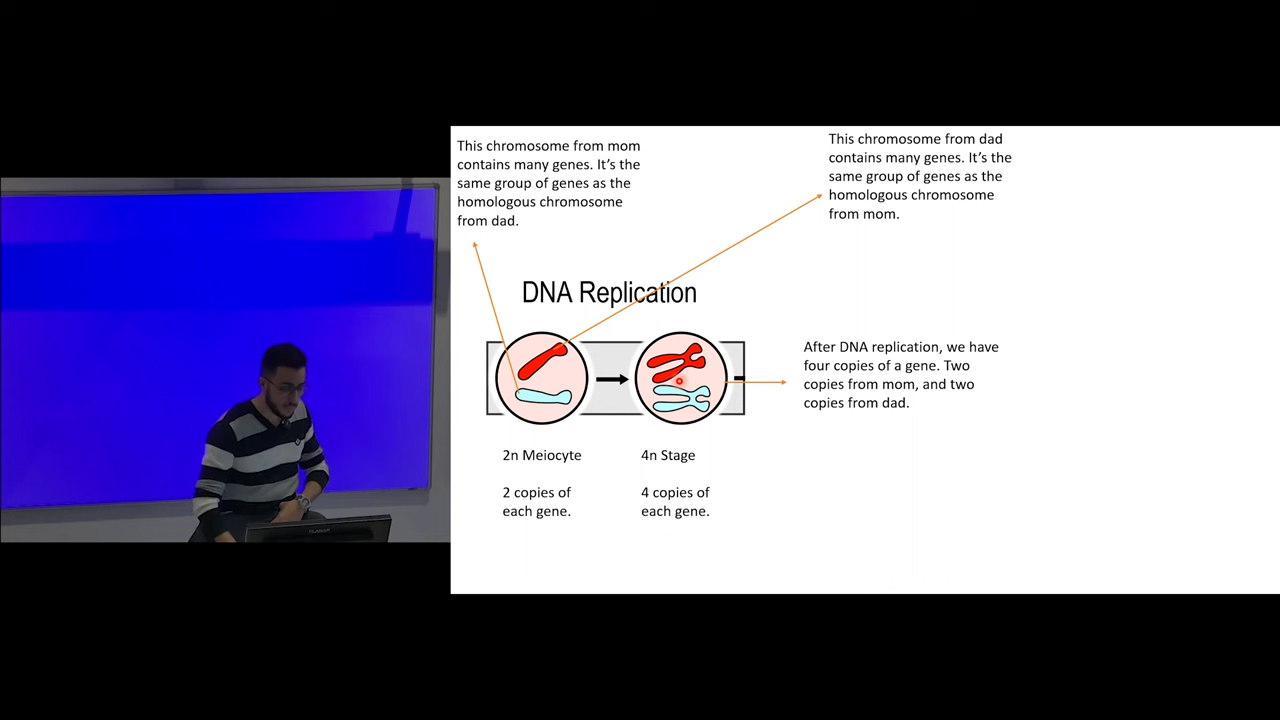 This chromosome from mom
contains many genes. It’s the
same group of genes as the
homologous chromosome
from dad.
This chromosome from dad
contains many genes. It’s the
same group of genes as the
homologous chromosome
from mom.
DNA Replication
After DNA replication, we have
four copies of a gene. Two
copies from mom, and two
copies from dad.
2n Meiocyte
4n Stage
2 copies of
each gene.
4 copies of
each gene.
PLANAR